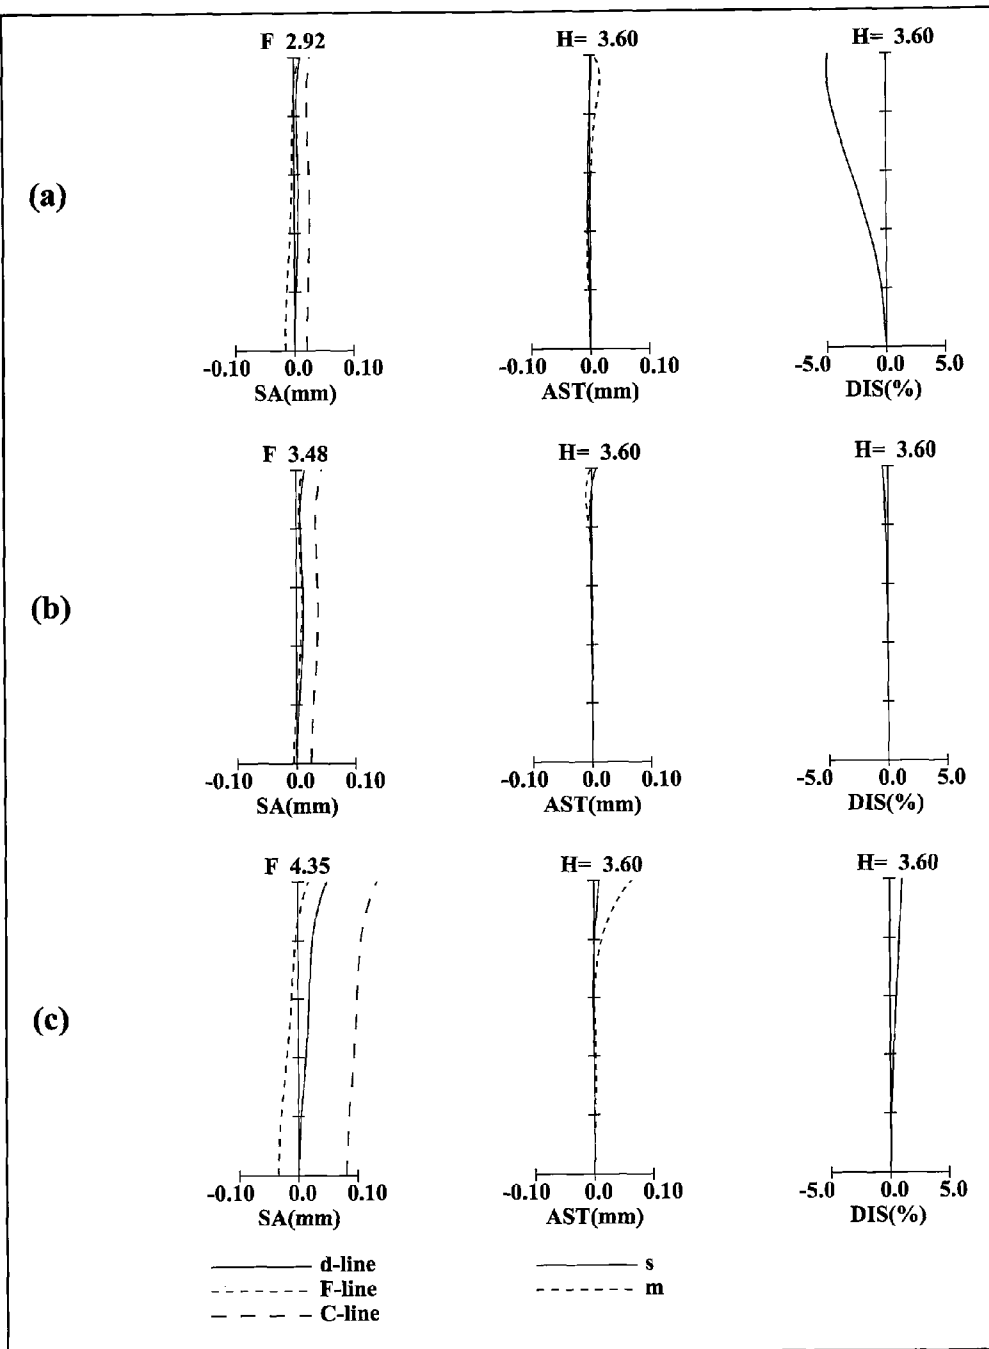 F 2.92 H= 3.60 H= 3.60
(a)
-0.10 0.0 0.10 -0.10 0.0 0.10 -5.0 0.0 5.0
SA(mm) AST(mm) DIS(%)
F 3.48 H= 3.60 H= 3.60
(b)
-0.10 0.0 0.10 -0.10 0.0 0.10 -5.0 0.0 5.0
SA(mm) AST(mm) DIS(%)
F 4.35 H= 3.60 H= 3.60
(c)
-0.10 0.0 0.10 -0.10 0.0 0.10 -5.0 0.0 5.0
SA(mm) AST(mm) DIS(%)
d-line s
F-line m
C-line